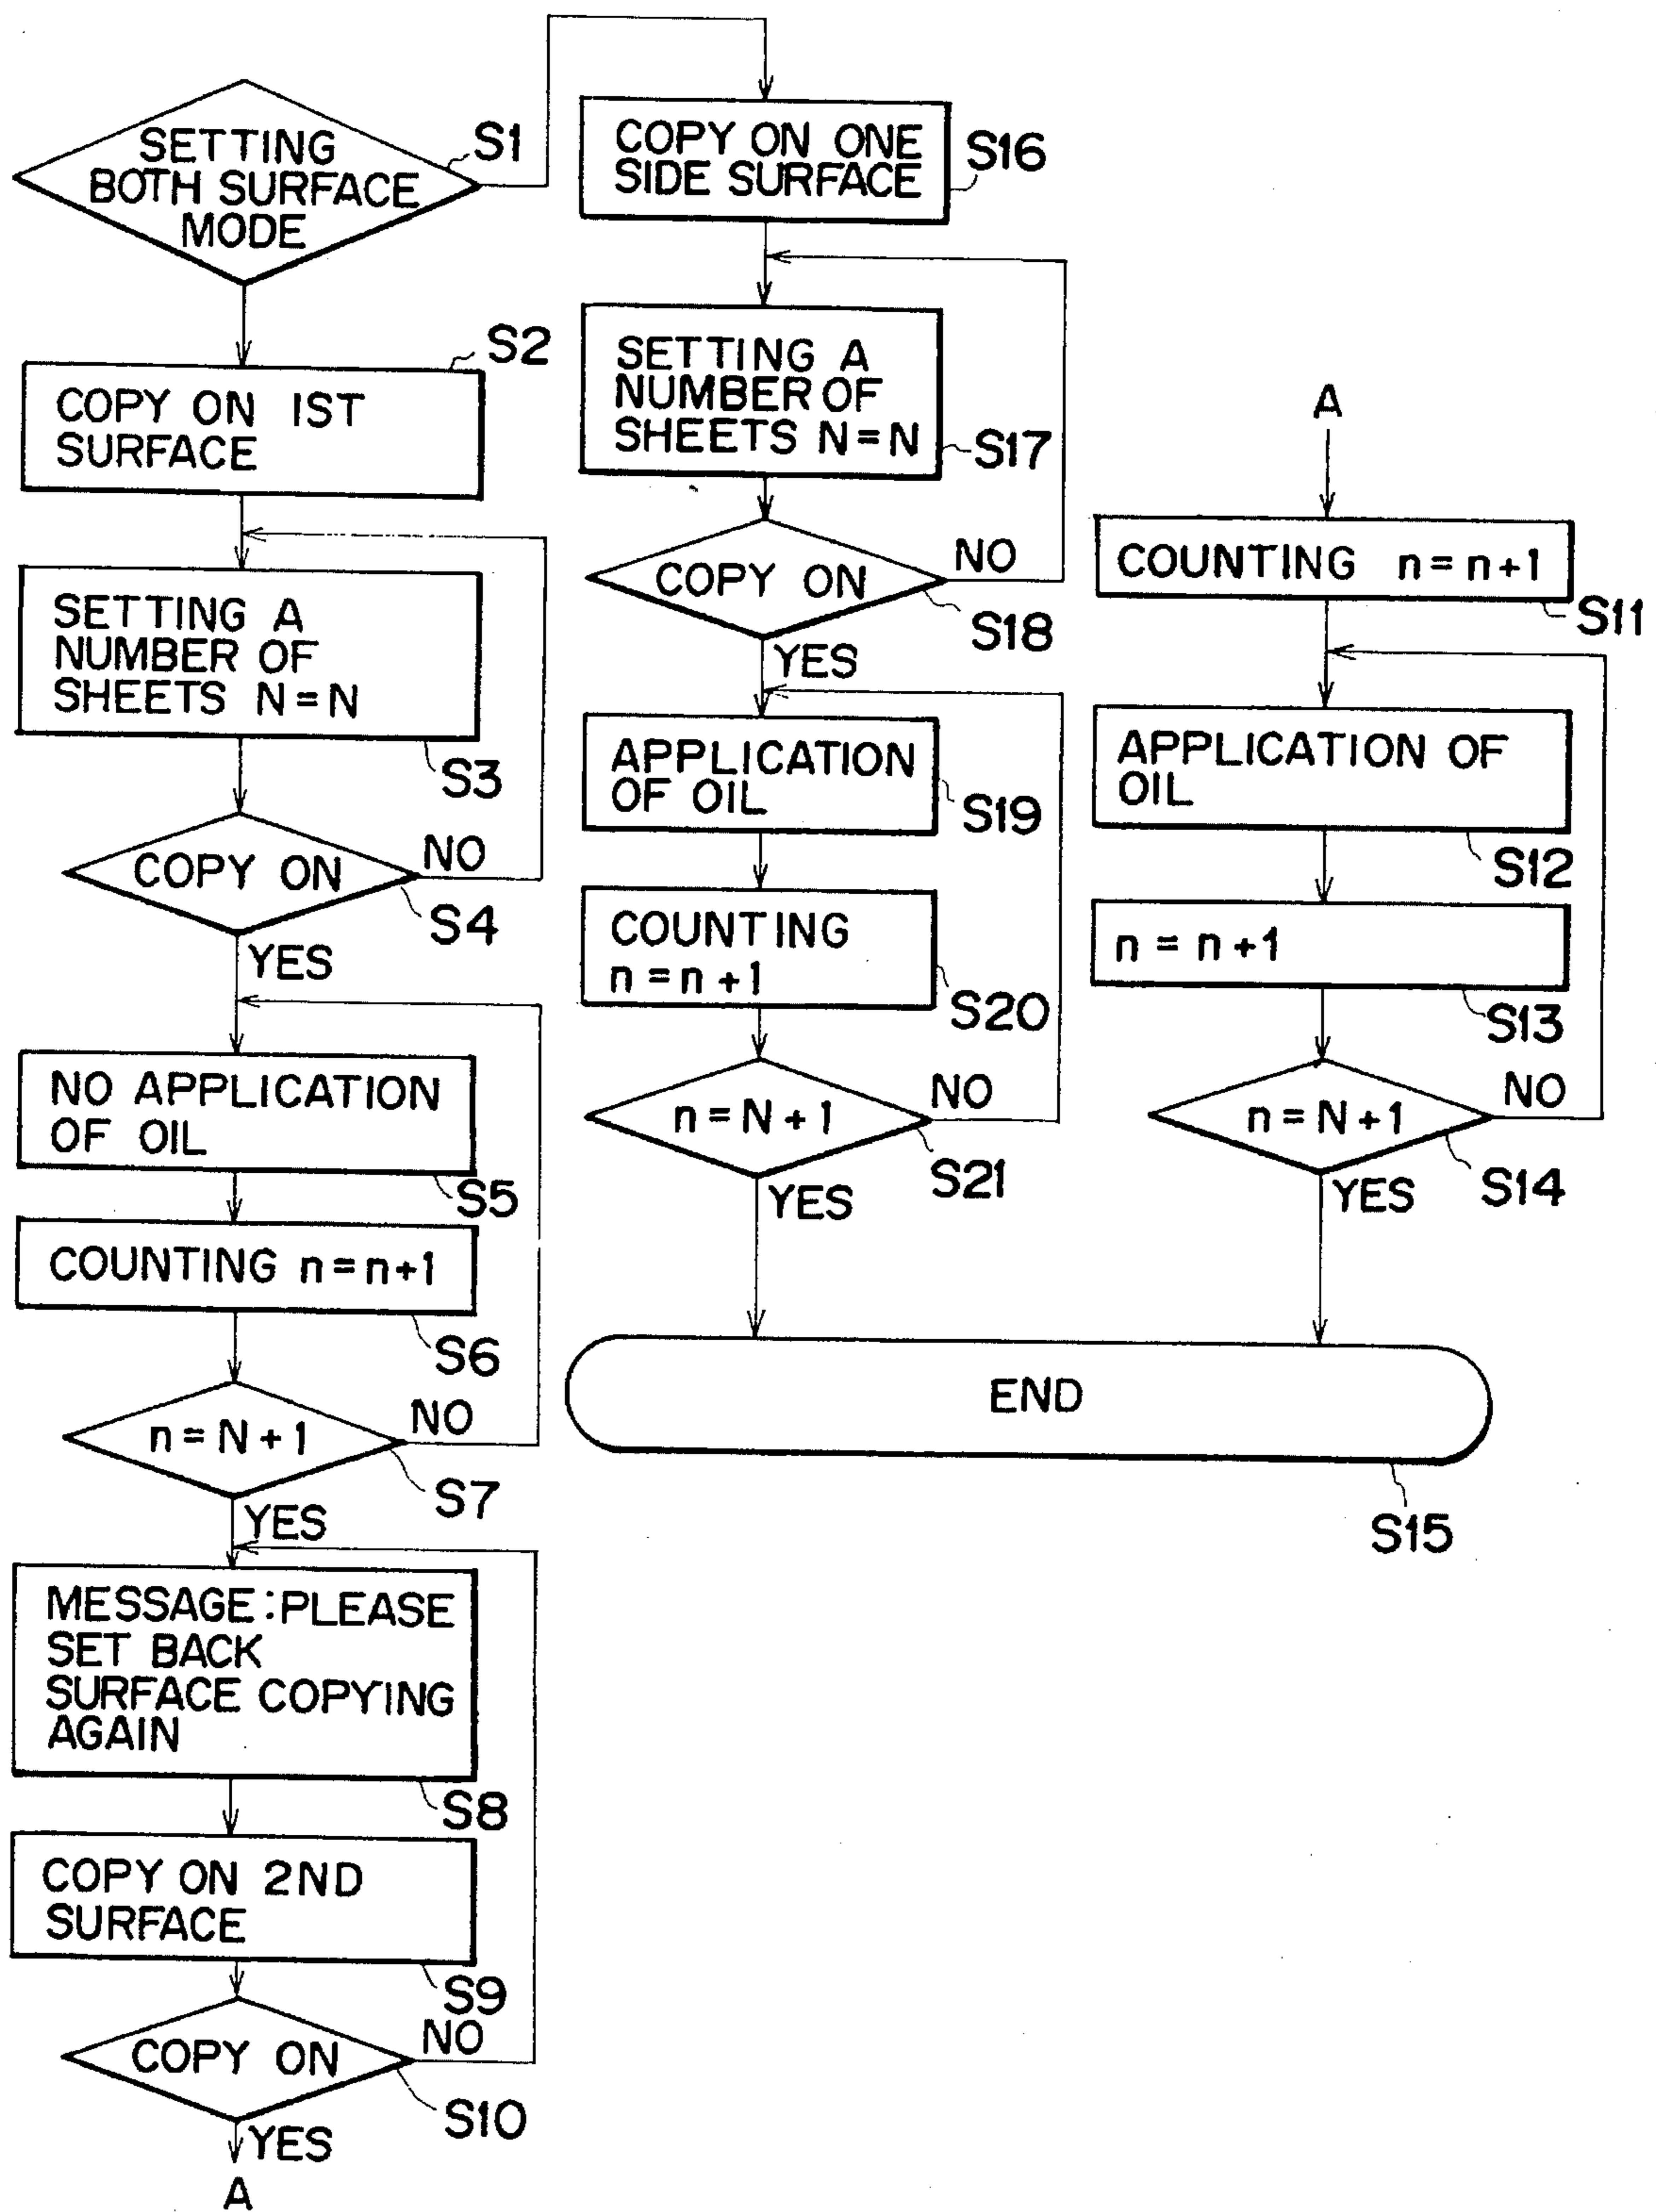 SETTING
BOTH SURFACE
MODE
S1
COPY ON 1ST
SURFACE
S2
SETTING A
NUMBER OF
SHEETS N=N
S3
COPY ON
NO
S4
YES
NO APPLICATION
OF OIL
S5
COUNTING n=n+1
S6
n=N+1
NO
S7
YES
MESSAGE:PLEASE
SET BACK
SURFACE COPYING
AGAIN
S8
COPY ON 2ND
SURFACE
S9
COPY ON
NO
S10
YES
A
COPY ON ONE
SIDE SURFACE
S16
SETTING A
NUMBER OF
SHEETS N=N
S17
COPY ON
NO
S18
YES
APPLICATION
OF OIL
S19
COUNTING
n=n+1
S20
n=N+1
NO
S21
YES
A
COUNTING n=n+1
S11
APPLICATION OF
OIL
S12
n=n+1
S13
n=N+1
NO
S14
YES
END
S15